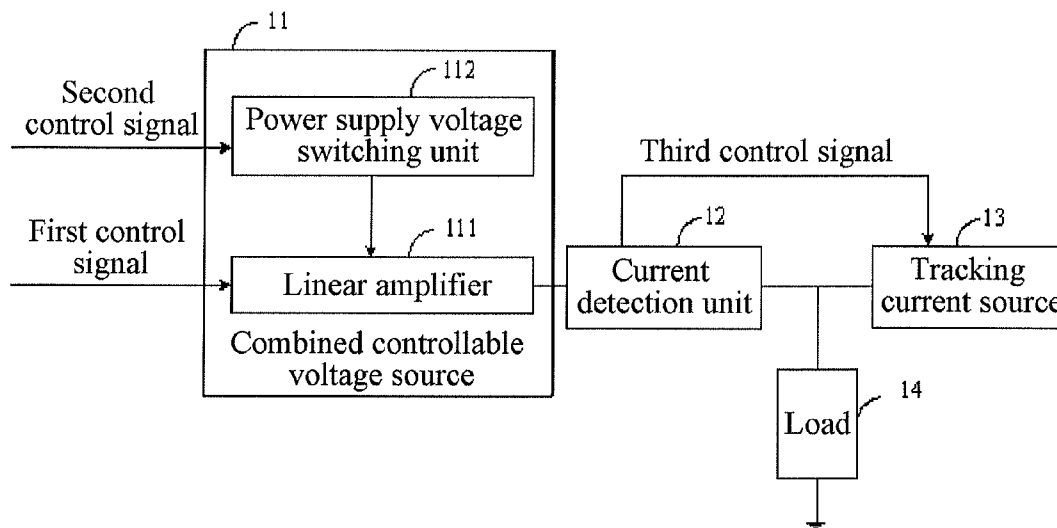 11
112
Second
control signal
Power supply voltage
switching unit
Third control signal
First control
signal
111
12
13
Linear amplifier
Current
detection unit
Tracking
current source
Combined controllable
voltage source
14
Load